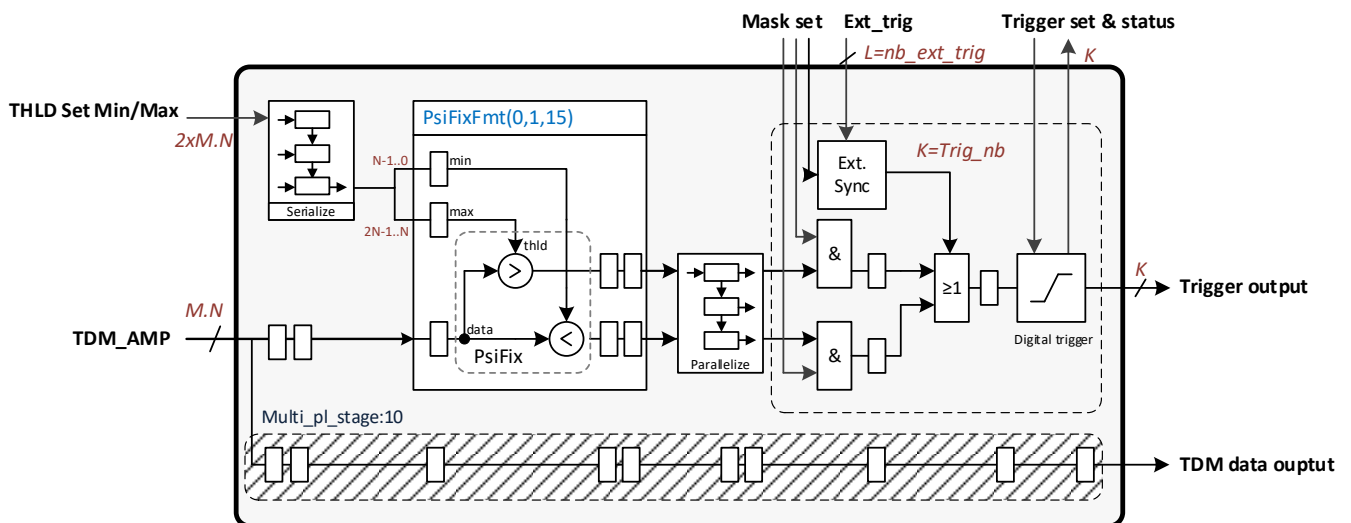 Mask set
Ext_trig
Trigger set & status
L=nb_ext_trig
K
THLD Set Min/Max
2xM.N
PsiFixFmt(0,1,15)
N-1..0
min
K=Trig_nb
Ext.
Sync
Serialize
max
2N-1..N
thld
>
&
≥1
K
Trigger output
M.N
TDM_AMP
data
PsiFix
<
Parallelize
&
Digital trigger
Multi_pl_stage:10
TDM data ouptut